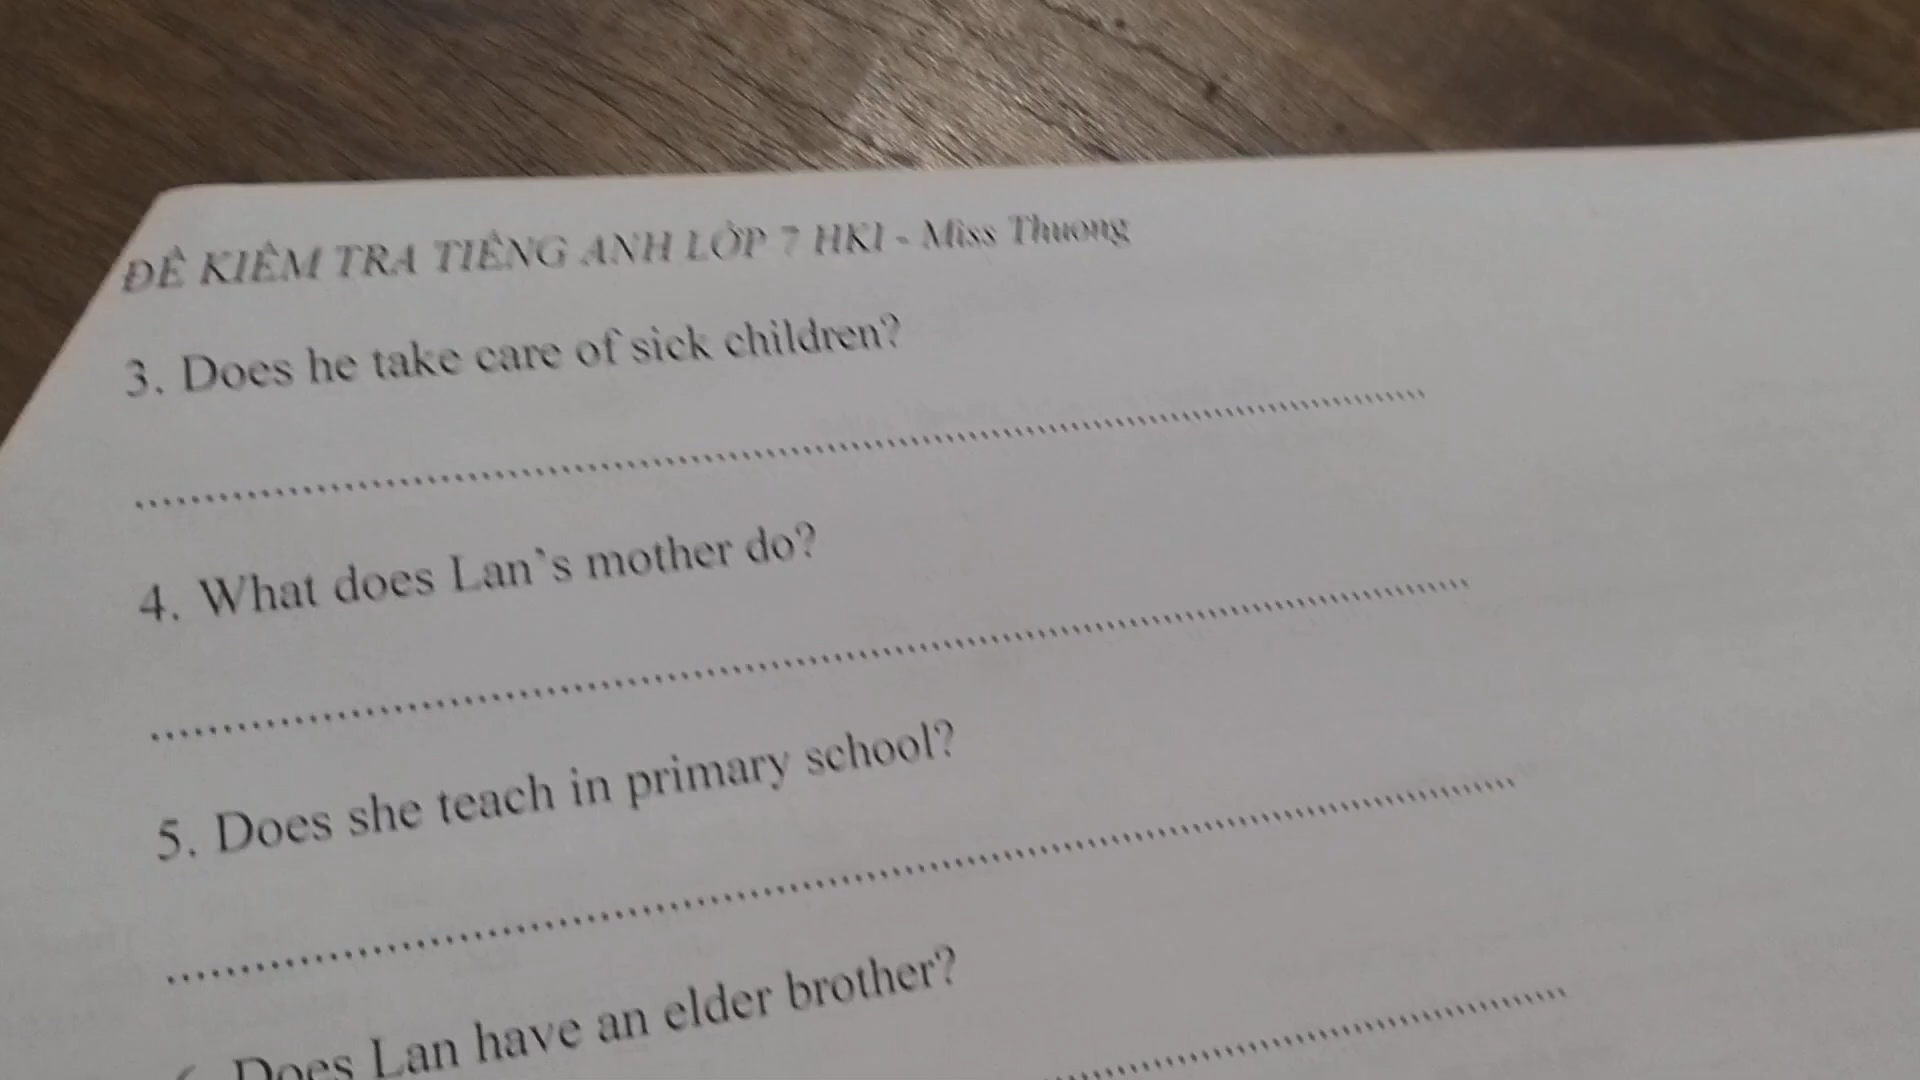 ĐỀ KIỂM TRA TIẾNG ANH LỚP 7 HKI - Miss Thuong
3. Does he take care of sick children?
4. What does Lan's mother do?
5. Does she teach in primary school?
Does Lan have an elder brother?